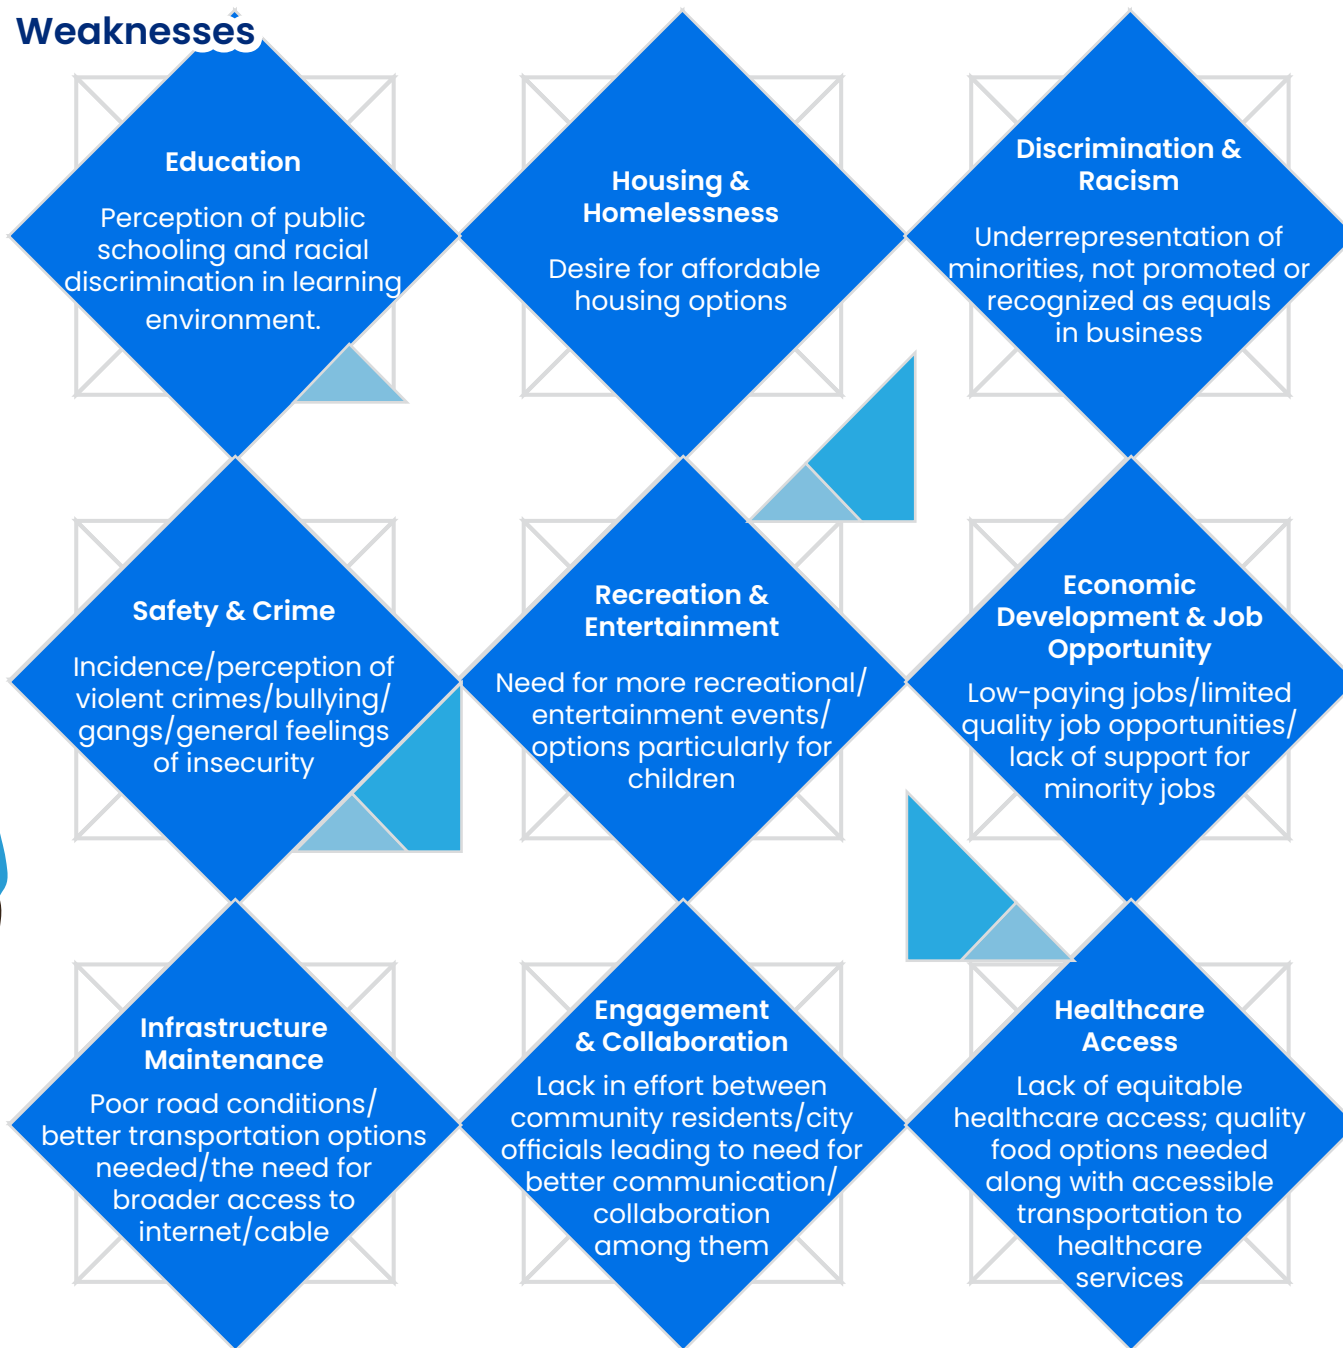 Weaknesses
Education
Perception of public
schooling and racial
discrimination in learning
environment.
Housing &
Homelessness
Desire for affordable
housing options
Discrimination &
Racism
Underrepresentation of
minorities, not promoted or
recognized as equals
in business
Safety & Crime
Incidence/perception of
violent crimes/bullying/
gangs/general feelings
of insecurity
Recreation &
Entertainment
Need for more recreational/
entertainment events/
options particularly for
children
Economic
Development & Job
Opportunity
Low-paying jobs/limited
quality job opportunities/
lack of support for
minority jobs
Infrastructure
Maintenance
Poor road conditions/
better transportation options
needed/the need for
broader access to
internet/cable
Engagement
& Collaboration
Lack in effort between
community residents/city
officials leading to need for
better communication/
collaboration
among them
Healthcare
Access
Lack of equitable
healthcare access; quality
food options needed
along with accessible
transportation to
healthcare
services